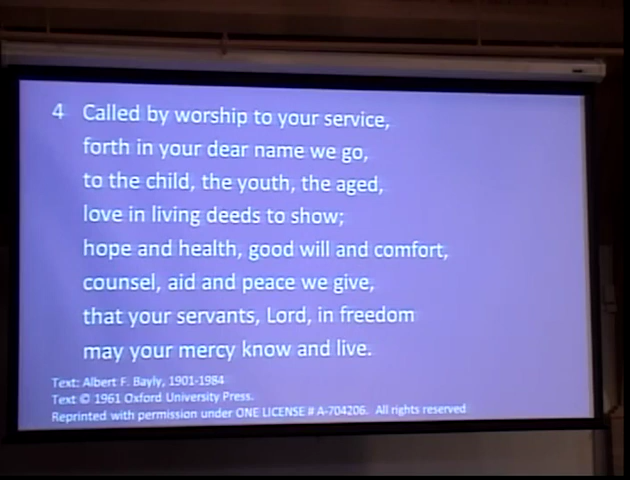 4 Called by worship to your service,
forth in your dear name we go,
to the child, the youth, the aged,
love in living deeds to show;
hope and health, good will and comfort,
counsel, aid and peace we give,
that your servants, Lord, in freedom
may your mercy know and live.
Text: Albert F. Bayly, 1901-1984
Text © 1961 Oxford University Press.
Reprinted with permission under ONE LICENSE # A-704206. All rights reserved